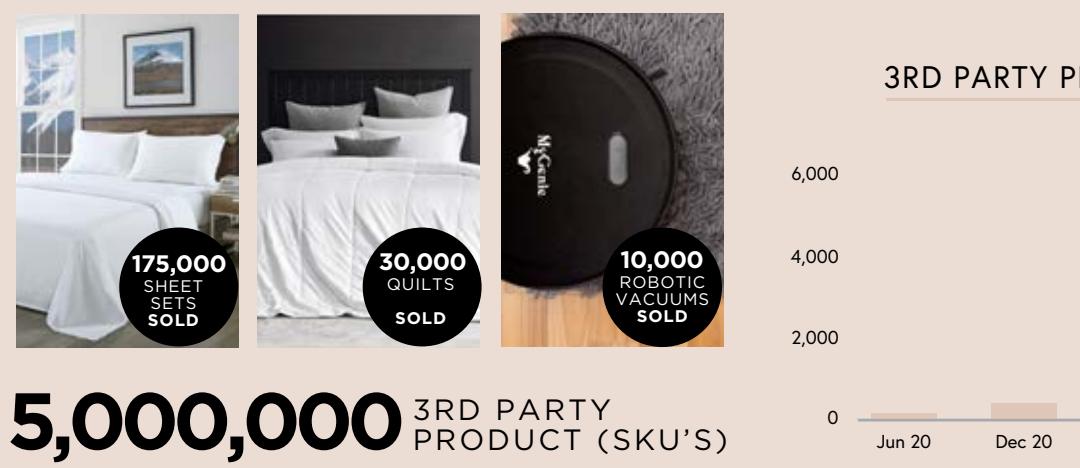 175,000
SHEET
SETS
SOLD
30,000
QUILTS
SOLD
MyGenie
10,000
ROBOTIC
VACUUMS
SOLD
5,000,000 3RD PARTY
PRODUCT (SKU'S)
3RD PARTY
6,000
4,000
2,000
0
Jun 20 Dec 20